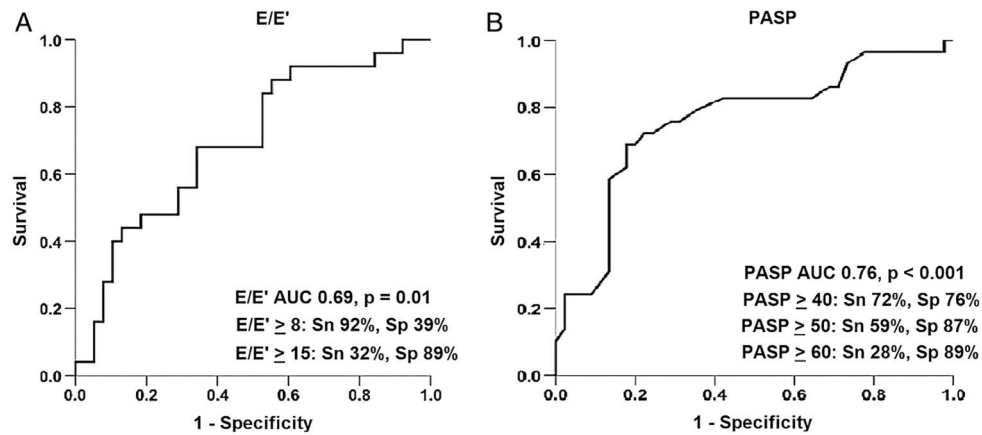 A
E/E'
1.0
0.8
0.6
0.4
0.2
0.0
Survival
E/E' AUC 0.69, p = 0.01
E/E' ≥ 8: Sn 92%, Sp 39%
E/E' ≥ 15: Sn 32%, Sp 89%
0.0 0.2 0.4 0.6 0.8 1.0
1 - Specificity
B
PASP
1.0
0.8
0.6
0.4
0.2
0.0
Survival
PASP AUC 0.76, p < 0.001
PASP ≥ 40: Sn 72%, Sp 76%
PASP ≥ 50: Sn 59%, Sp 87%
PASP ≥ 60: Sn 28%, Sp 89%
0.0 0.2 0.4 0.6 0.8 1.0
1 - Specificity